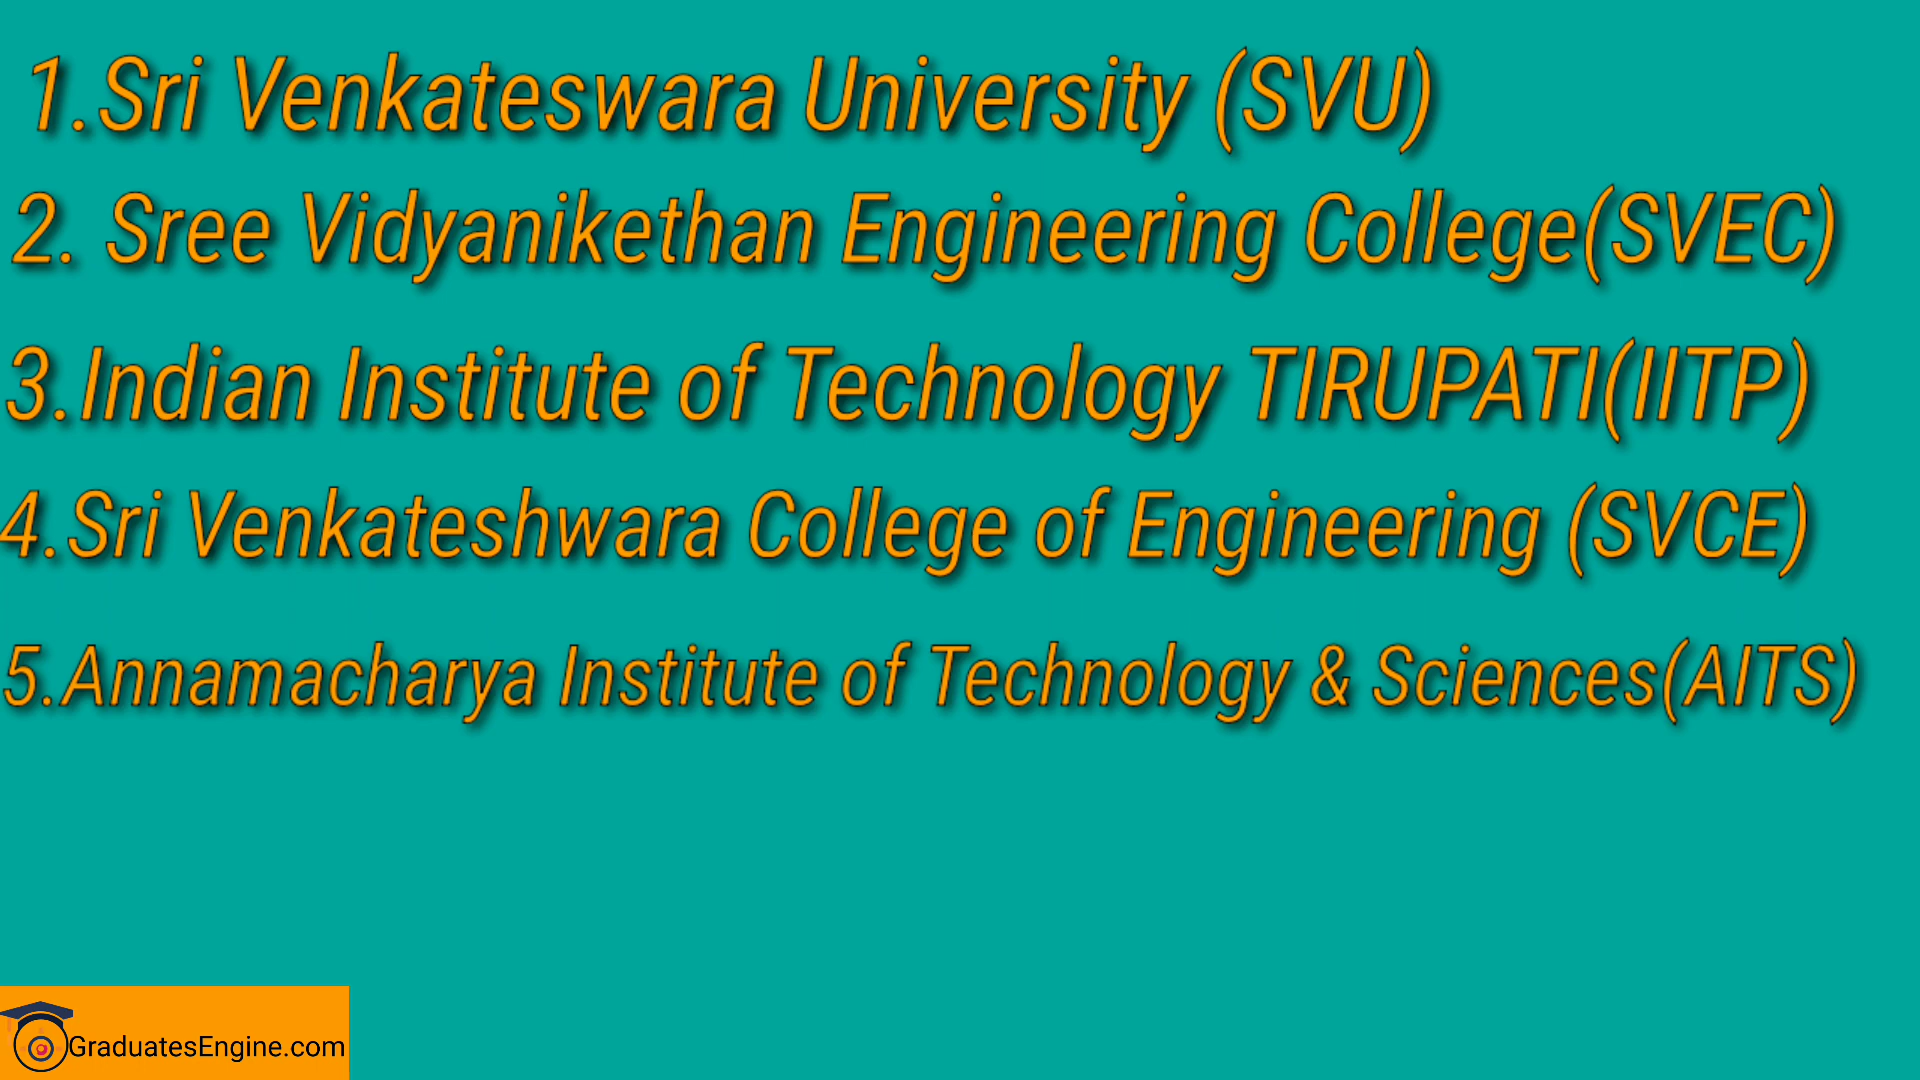 1.Sri Venkateswara University (SVU)
2. Sree Vidyanikethan Engineering College(SVEC)
3.Indian Institute of Technology TIRUPATI(IITP)
4.Sri Venkateshwara College of Engineering (SVCE)
5.Annamacharya Institute of Technology & Sciences(AITS)
GraduatesEngine.com